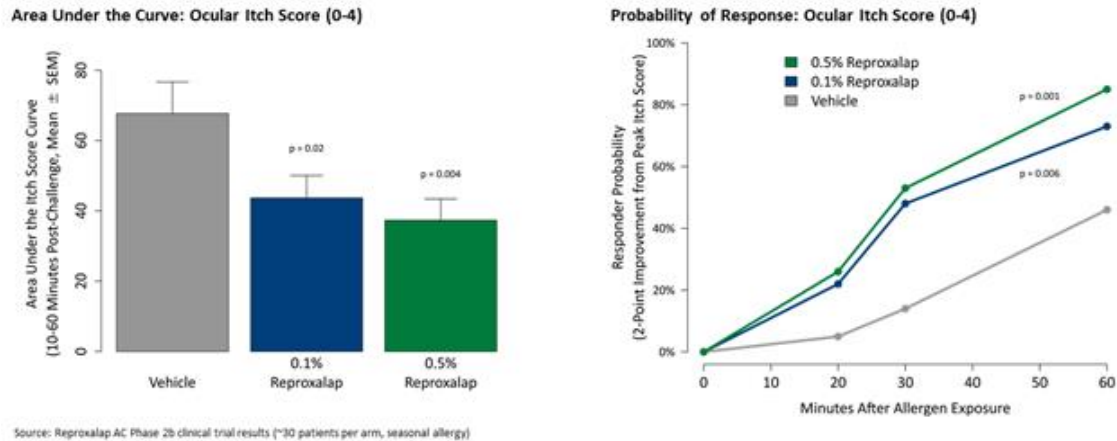 Area Under the Curve: Ocular Itch Score (0-4)
Area Under the Itch Score Curve
(10-60 Minutes Post-Challenge, Mean ± SEM)
80
60
40
20
0
p = 0.02
p = 0.004
Vehicle
0.1%
Reproxalap
0.5%
Reproxalap
Source: Reproxalap AC Phase 2b clinical trial results (~30 patients per arm, seasonal allergy)
Probability of Response: Ocular Itch Score (0-4)
Responder Probability
(2-Point Improvement from Peak Itch Score)
100%
80%
60%
40%
20%
0%
0.5% Reproxalap
0.1% Reproxalap
Vehicle
p = 0.001
p = 0.006
0
10
20
30
40
50
60
Minutes After Allergen Exposure